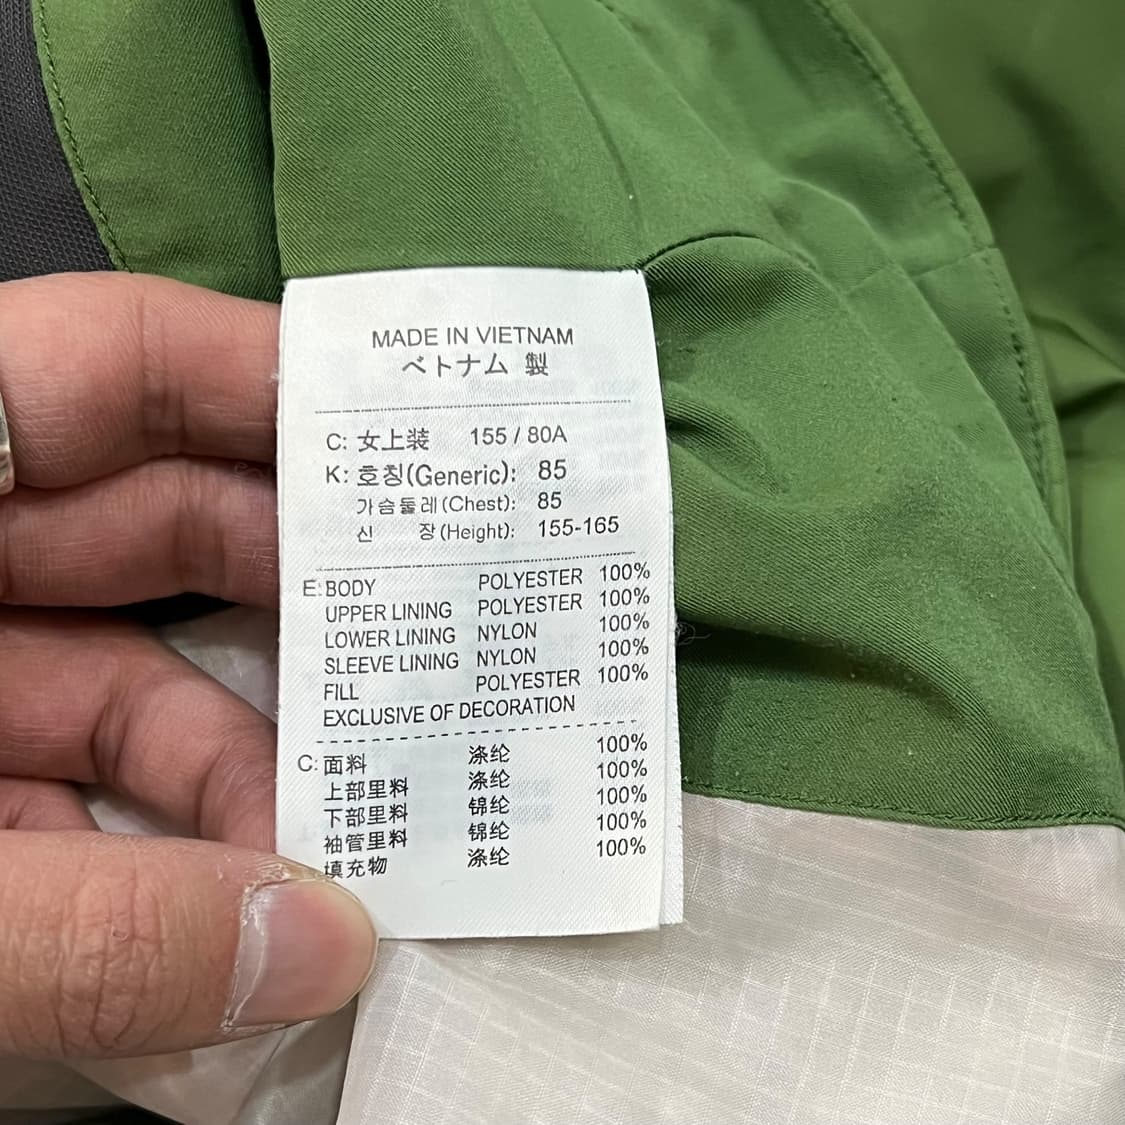 MADE IN VIETNAM
ベトナム 製
C: 女上装 155 / 80A
K: 호칭(Generic): 85
가슴둘레(Chest): 85
신 장(Height): 155-165
E: BODY POLYESTER 100%
UPPER LINING POLYESTER 100%
LOWER LINING NYLON 100%
SLEEVE LINING NYLON 100%
FILL POLYESTER 100%
EXCLUSIVE OF DECORATION
C: 面料 涤纶 100%
上部里料 涤纶 100%
下部里料 锦纶 100%
袖管里料 锦纶 100%
填充物 涤纶 100%